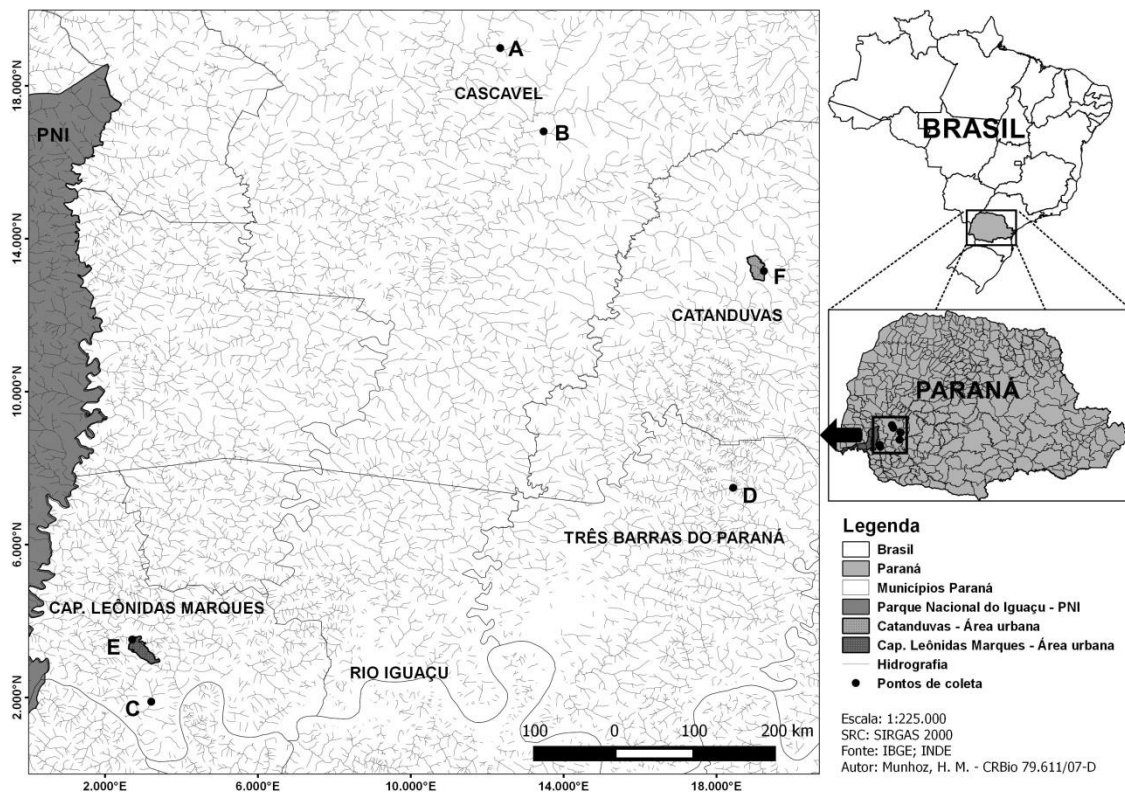 A
CASCAVEL
B
PNI
F
CATANDUVAS
D
TRÊS BARRAS DO PARANÁ
CAP. LEÔNIDAS MARQUES
E
RIO IGUAÇU
C
100 0 100 200 km
18.000°N
14.000°N
10.000°N
6.000°N
2.000°N
2.000°N 6.000°N 10.000°N 14.000°N 18.000°N
BRASIL
PARANÁ
Legenda
Brasil
Paraná
Municípios Paraná
Parque Nacional do Iguaçu - PNI
Catanduvas - Área urbana
Cap. Leônidas Marques - Área urbana
Hidrografia
Pontos de coleta
Escala: 1:225.000
SRC: SIRGAS 2000
Fonte: IBGE; INDE
Autor: Munhoz, H. M. - CRBio 79.611/07-D